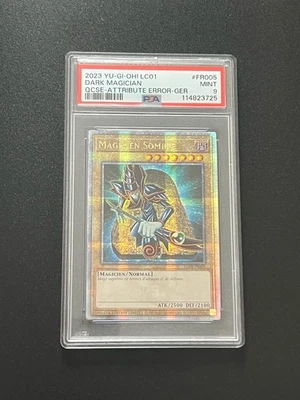 2023 YU-GI-OH! LC01 #FR005
DARK MAGICIAN MINT
QCSE-ATTRIBUTE ERROR-GER 9
PSA 114823725
Magicien Sombre
[Magicien/Normale]
ATK/2500 DEF/2100